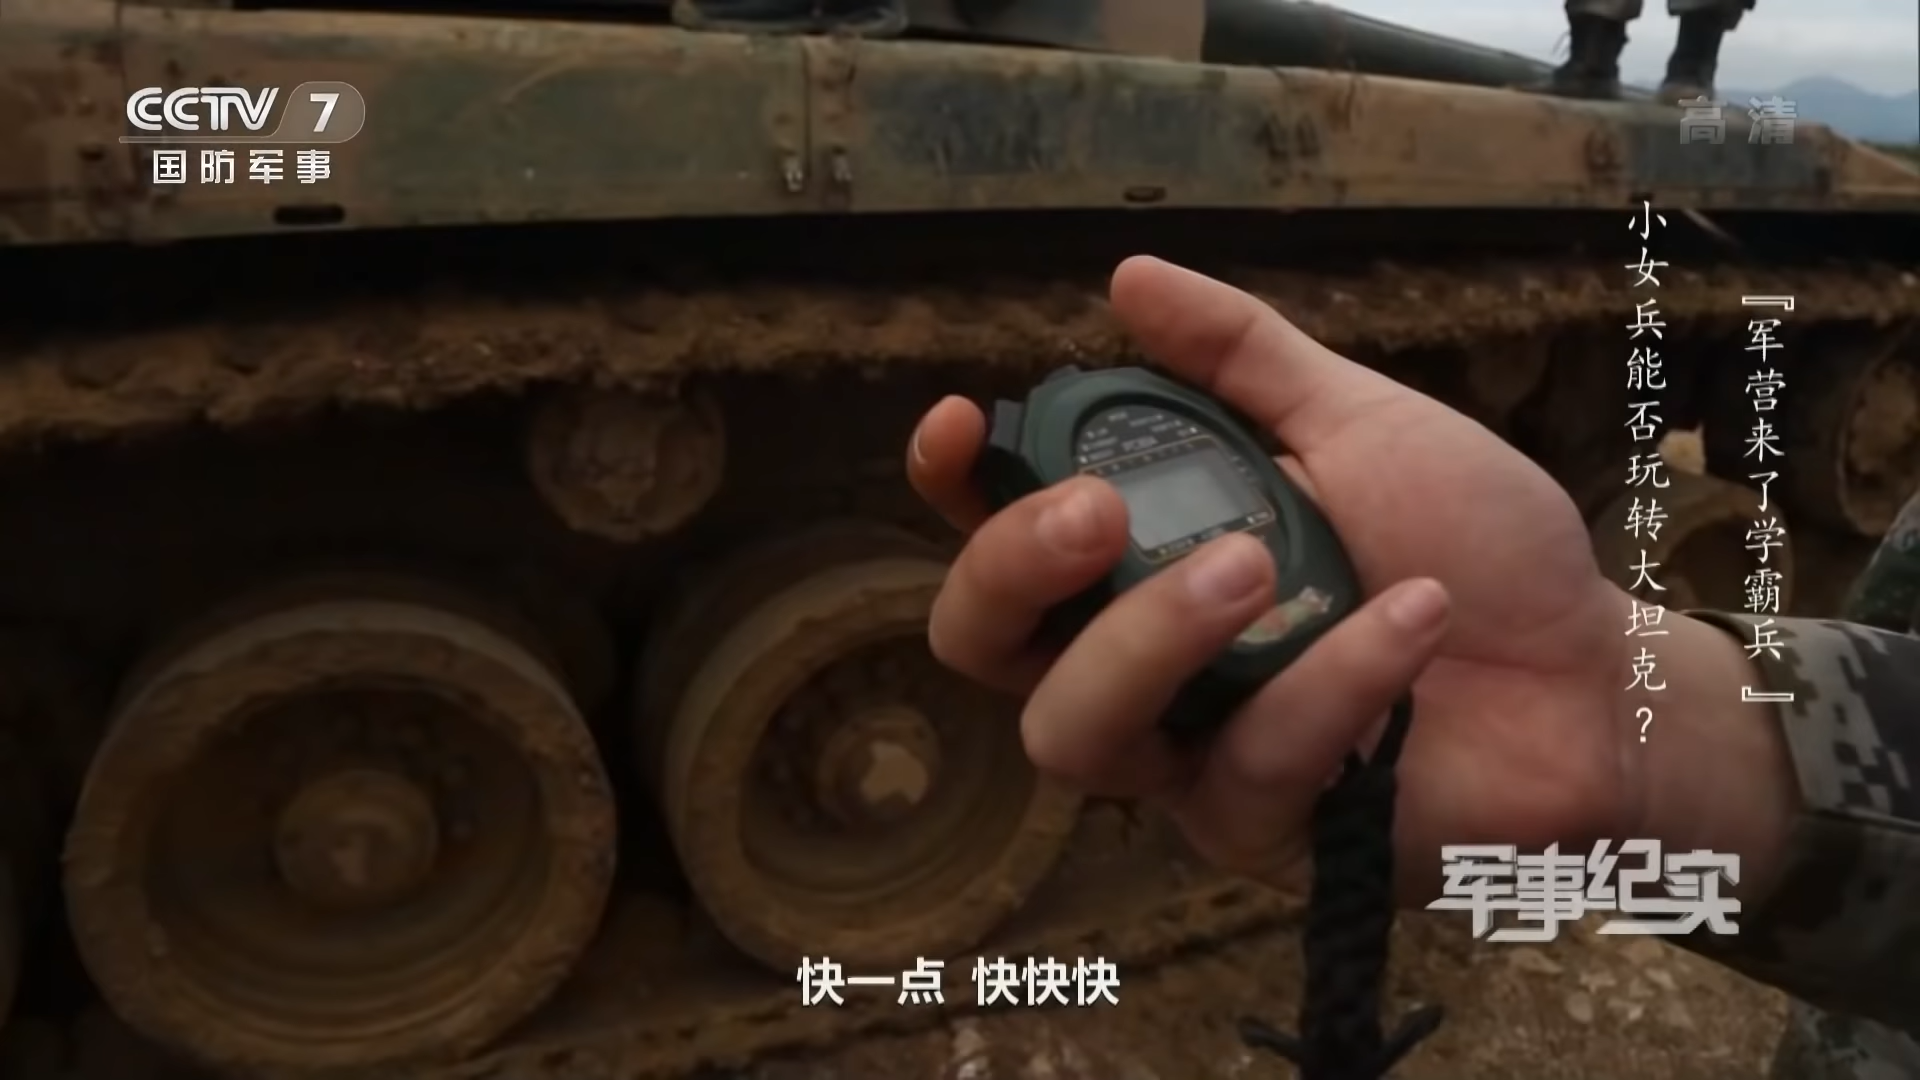 CCTV 7
国防军事
高清
『军营来了学霸兵』
小女兵能否玩转大坦克？
军事纪实
快一点 快快快